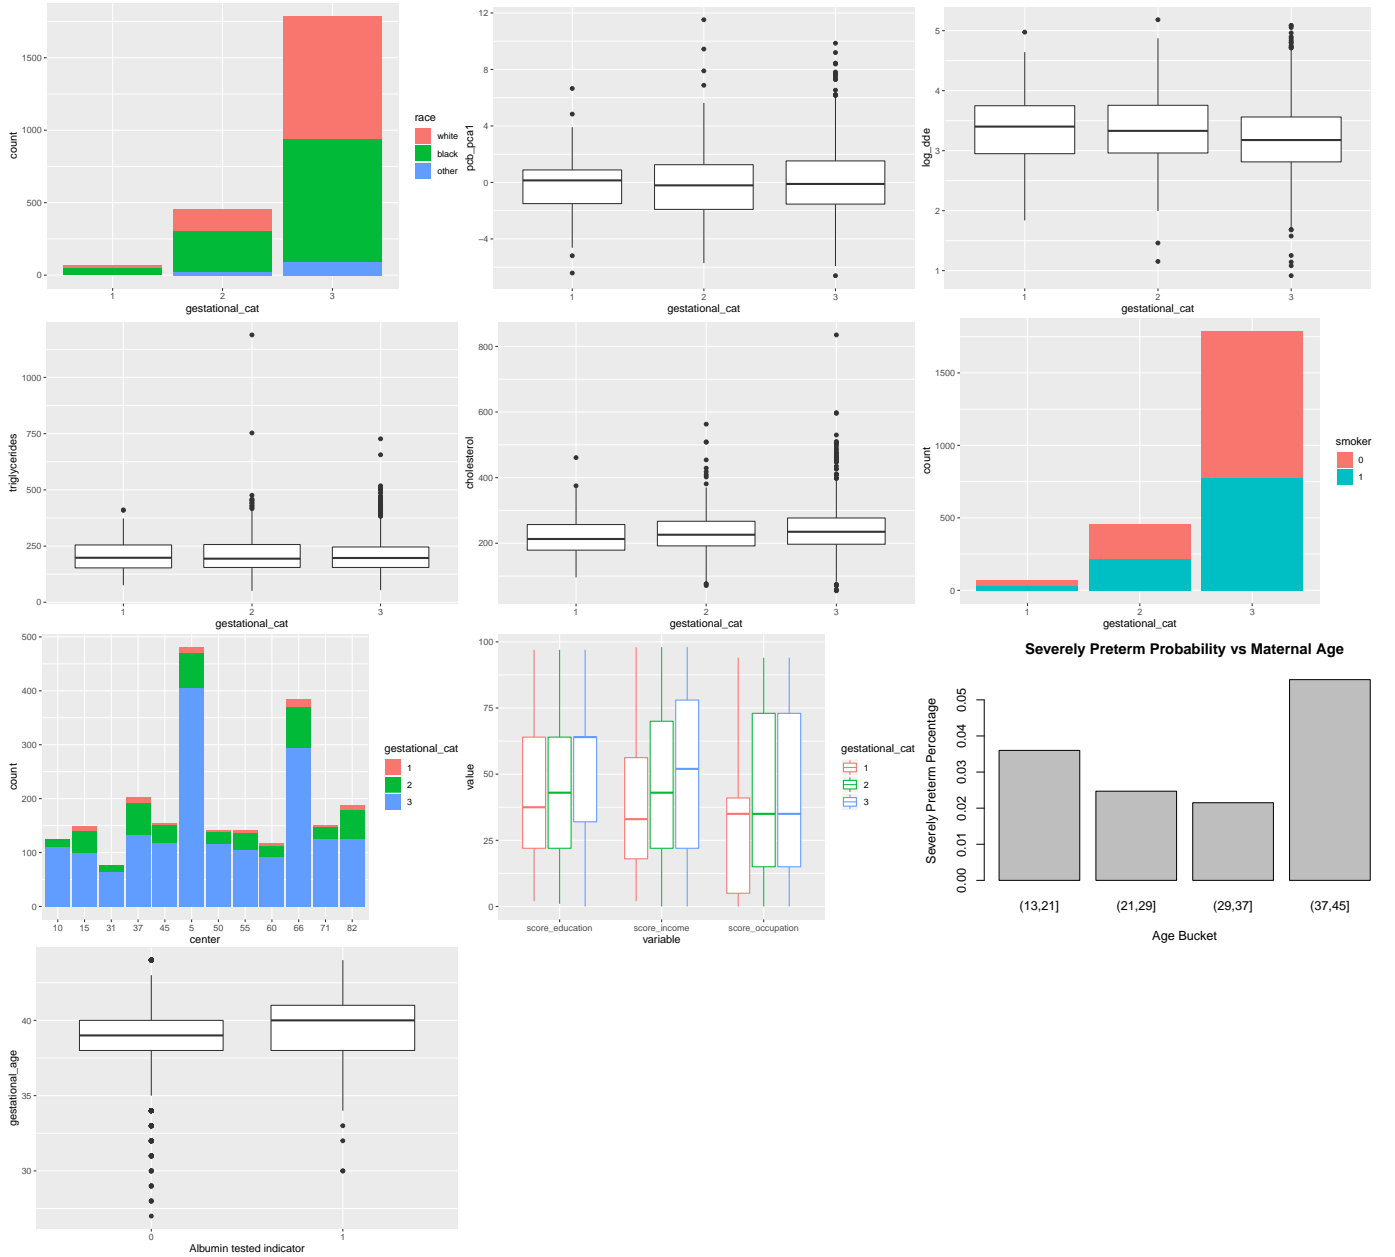 1500
1000
500
0
count
1
2
3
gestational_cat
race
white
black
other
12
8
4
0
−4
pcb_pca1
1
2
3
gestational_cat
5
4
3
2
1
log_dde
1
2
3
gestational_cat
1000
750
500
250
0
triglycerides
1
2
3
gestational_cat
800
600
400
200
0
cholesterol
1
2
3
gestational_cat
1500
1000
500
0
count
1
2
3
gestational_cat
smoker
0
1
500
400
300
200
100
0
count
10 15 31 37 45 5 50 55 60 66 71 82
center
gestational_cat
1
2
3
100
75
50
25
0
value
score_education score_income score_occupation
variable
gestational_cat
1
2
3
Severely Preterm Probability vs Maternal Age
0.05
0.04
0.03
0.02
0.01
0.00
Severely Preterm Percentage
(13,21] (21,29] (29,37] (37,45]
Age Bucket
40
35
30
gestational_age
0
1
Albumin tested indicator